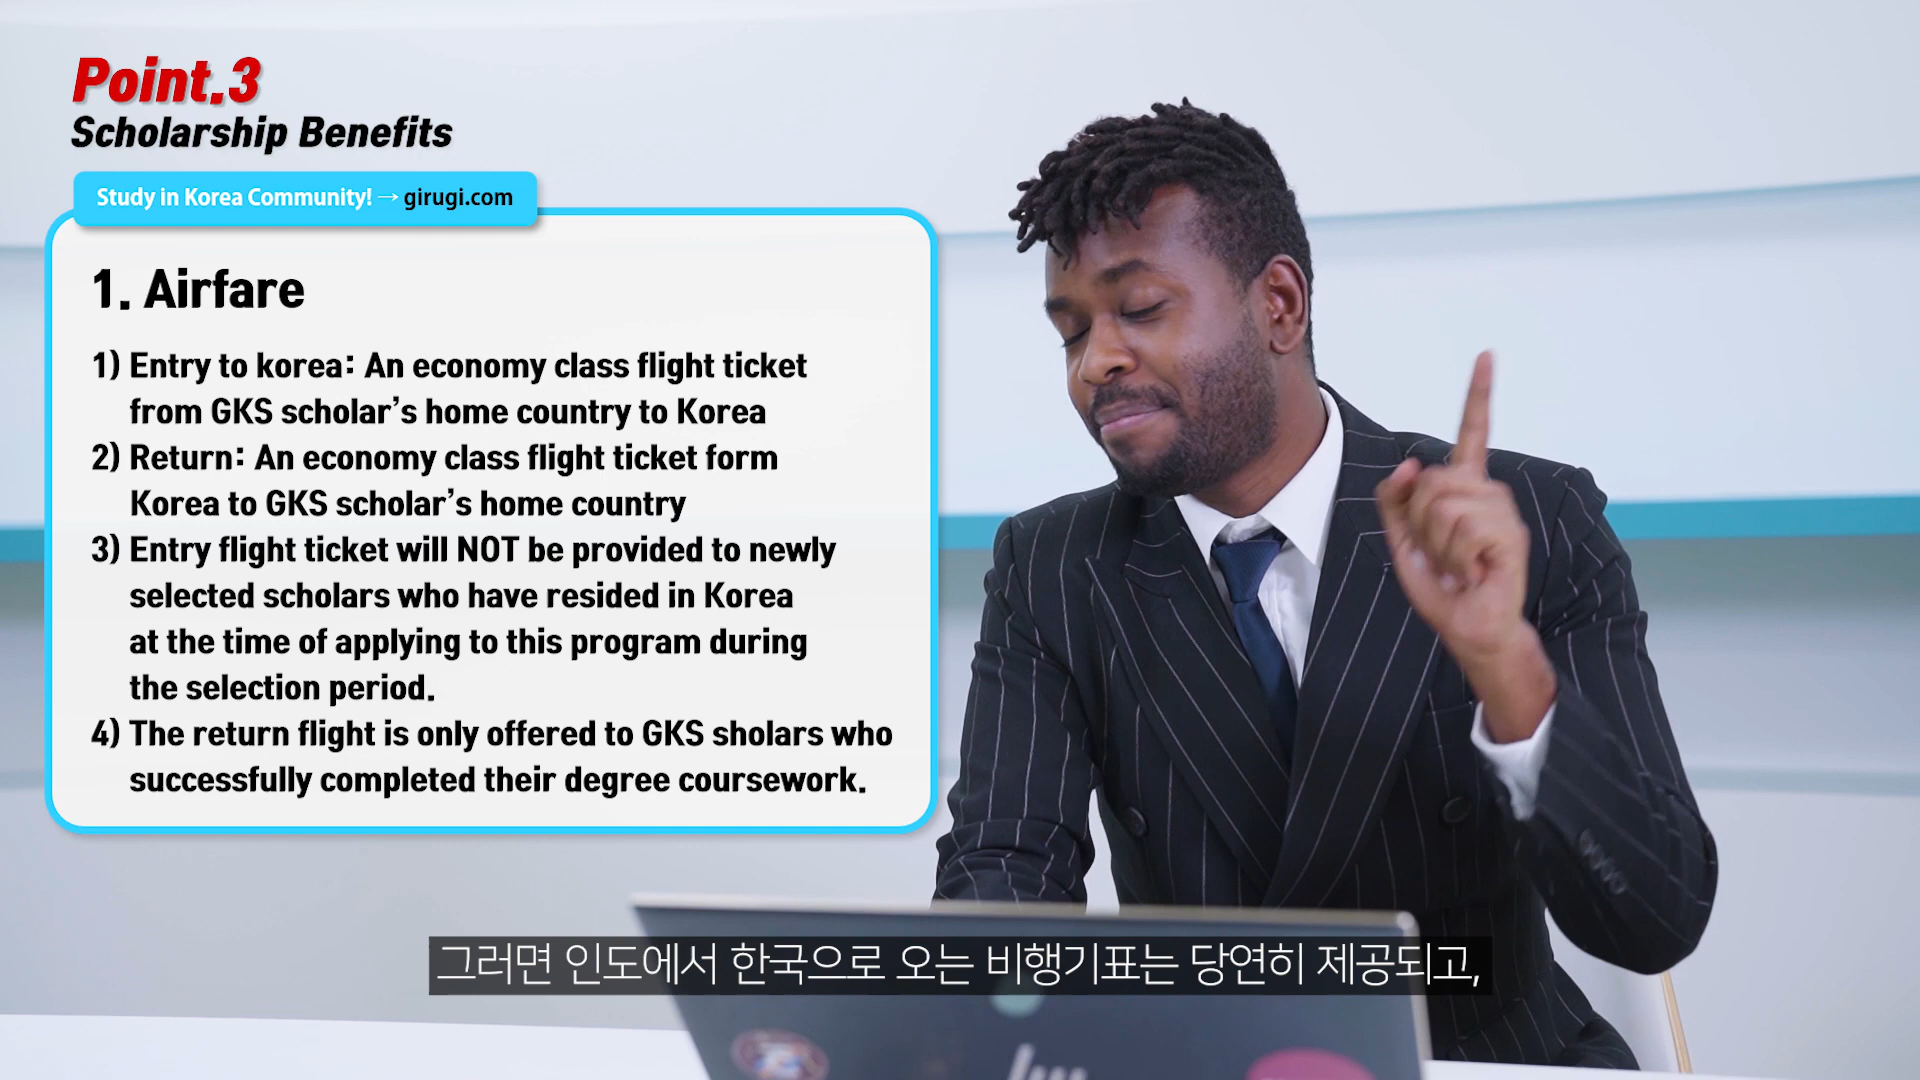 Point.3
Scholarship Benefits
Study in Korea Community! → girugi.com
1. Airfare
1) Entry to korea: An economy class flight ticket
from GKS scholar's home country to Korea
2) Return: An economy class flight ticket form
Korea to GKS scholar's home country
3) Entry flight ticket will NOT be provided to newly
selected scholars who have resided in Korea
at the time of applying to this program during
the selection period.
4) The return flight is only offered to GKS sholars who
successfully completed their degree coursework.
그러면 인도에서 한국으로 오는 비행기표는 당연히 제공되고,